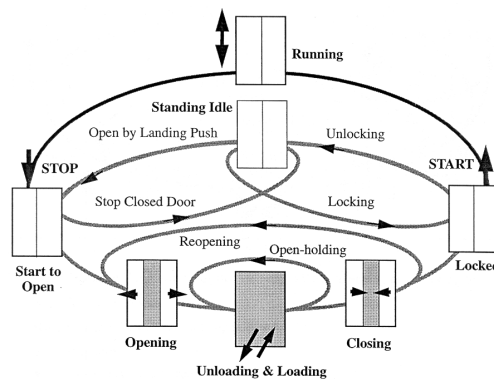 Running
Standing Idle
Open by Landing Push
Unlocking
STOP
START
Stop Closed Door
Locking
Reopening
Open-holding
Start to
Open
Locked
Opening
Closing
Unloading & Loading